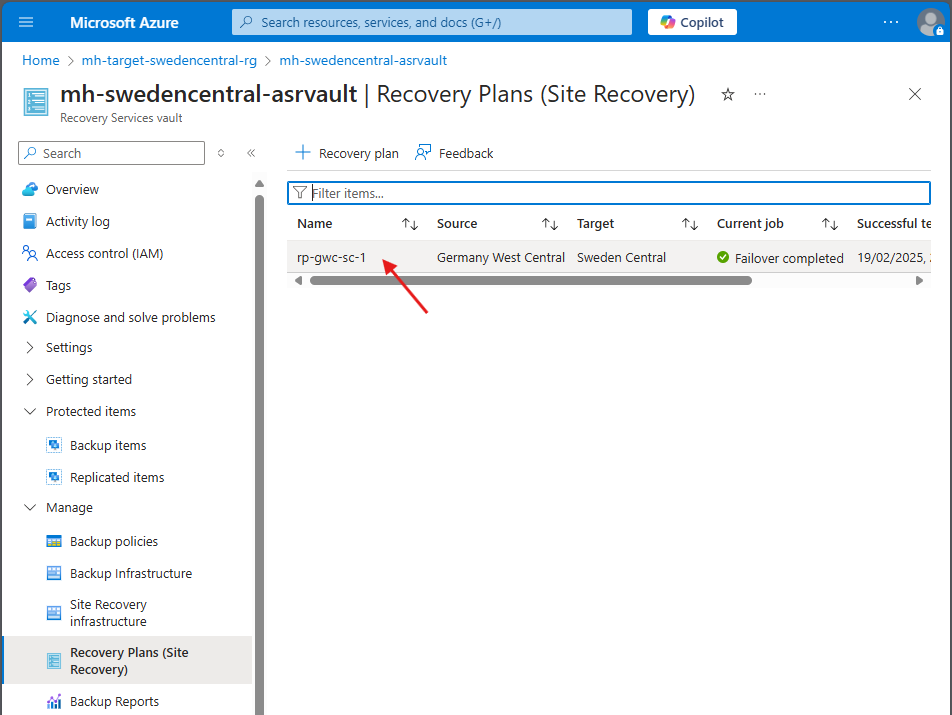 Microsoft Azure
Search resources, services, and docs (G+/)
Copilot
Home > mh-target-swedencentral-rg > mh-swedencentral-asrvault
mh-swedencentral-asrvault | Recovery Plans (Site Recovery)
Recovery Services vault
Search
Overview
Activity log
Access control (IAM)
Tags
Diagnose and solve problems
Settings
Getting started
Protected items
Backup items
Replicated items
Manage
Backup policies
Backup Infrastructure
Site Recovery
infrastructure
Recovery Plans (Site
Recovery)
Backup Reports
Recovery plan Feedback
Filter items...
Name Source Target Current job Successful te
rp-gwc-sc-1 Germany West Central Sweden Central Failover completed 19/02/2025,